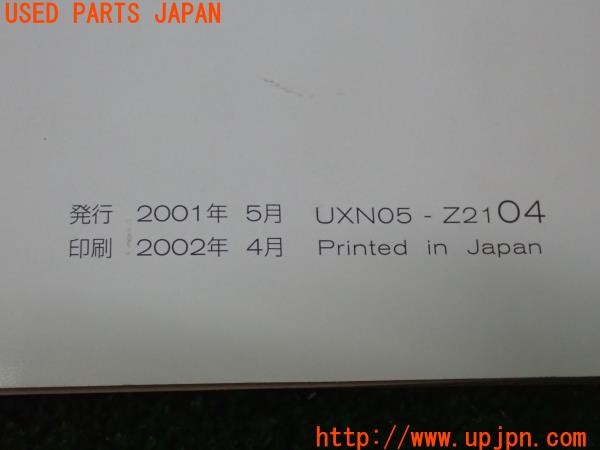 USED PARTS JAPAN
発行 2001年 5月 UXN05 - Z2104
印刷 2002年 4月 Printed in Japan
http://www.upjpn.com/